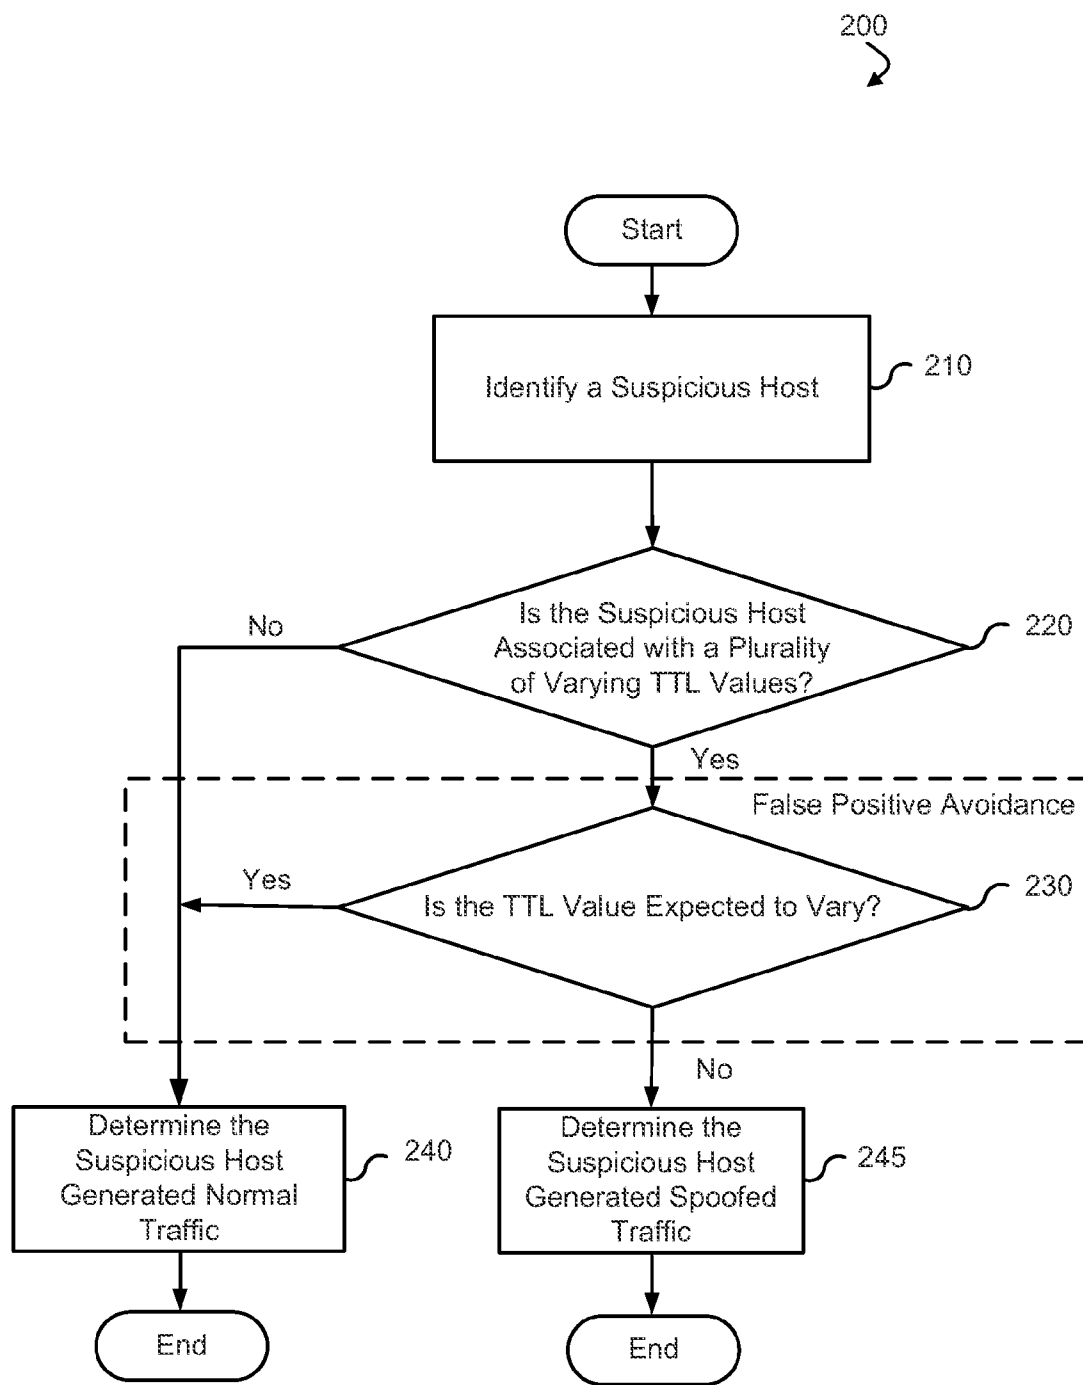 200
Start
Identify a Suspicious Host
210
Is the Suspicious Host
Associated with a Plurality
of Varying TTL Values?
220
No
Yes
False Positive Avoidance
Is the TTL Value Expected to Vary?
230
Yes
No
Determine the
Suspicious Host
Generated Normal
Traffic
240
Determine the
Suspicious Host
Generated Spoofed
Traffic
245
End
End